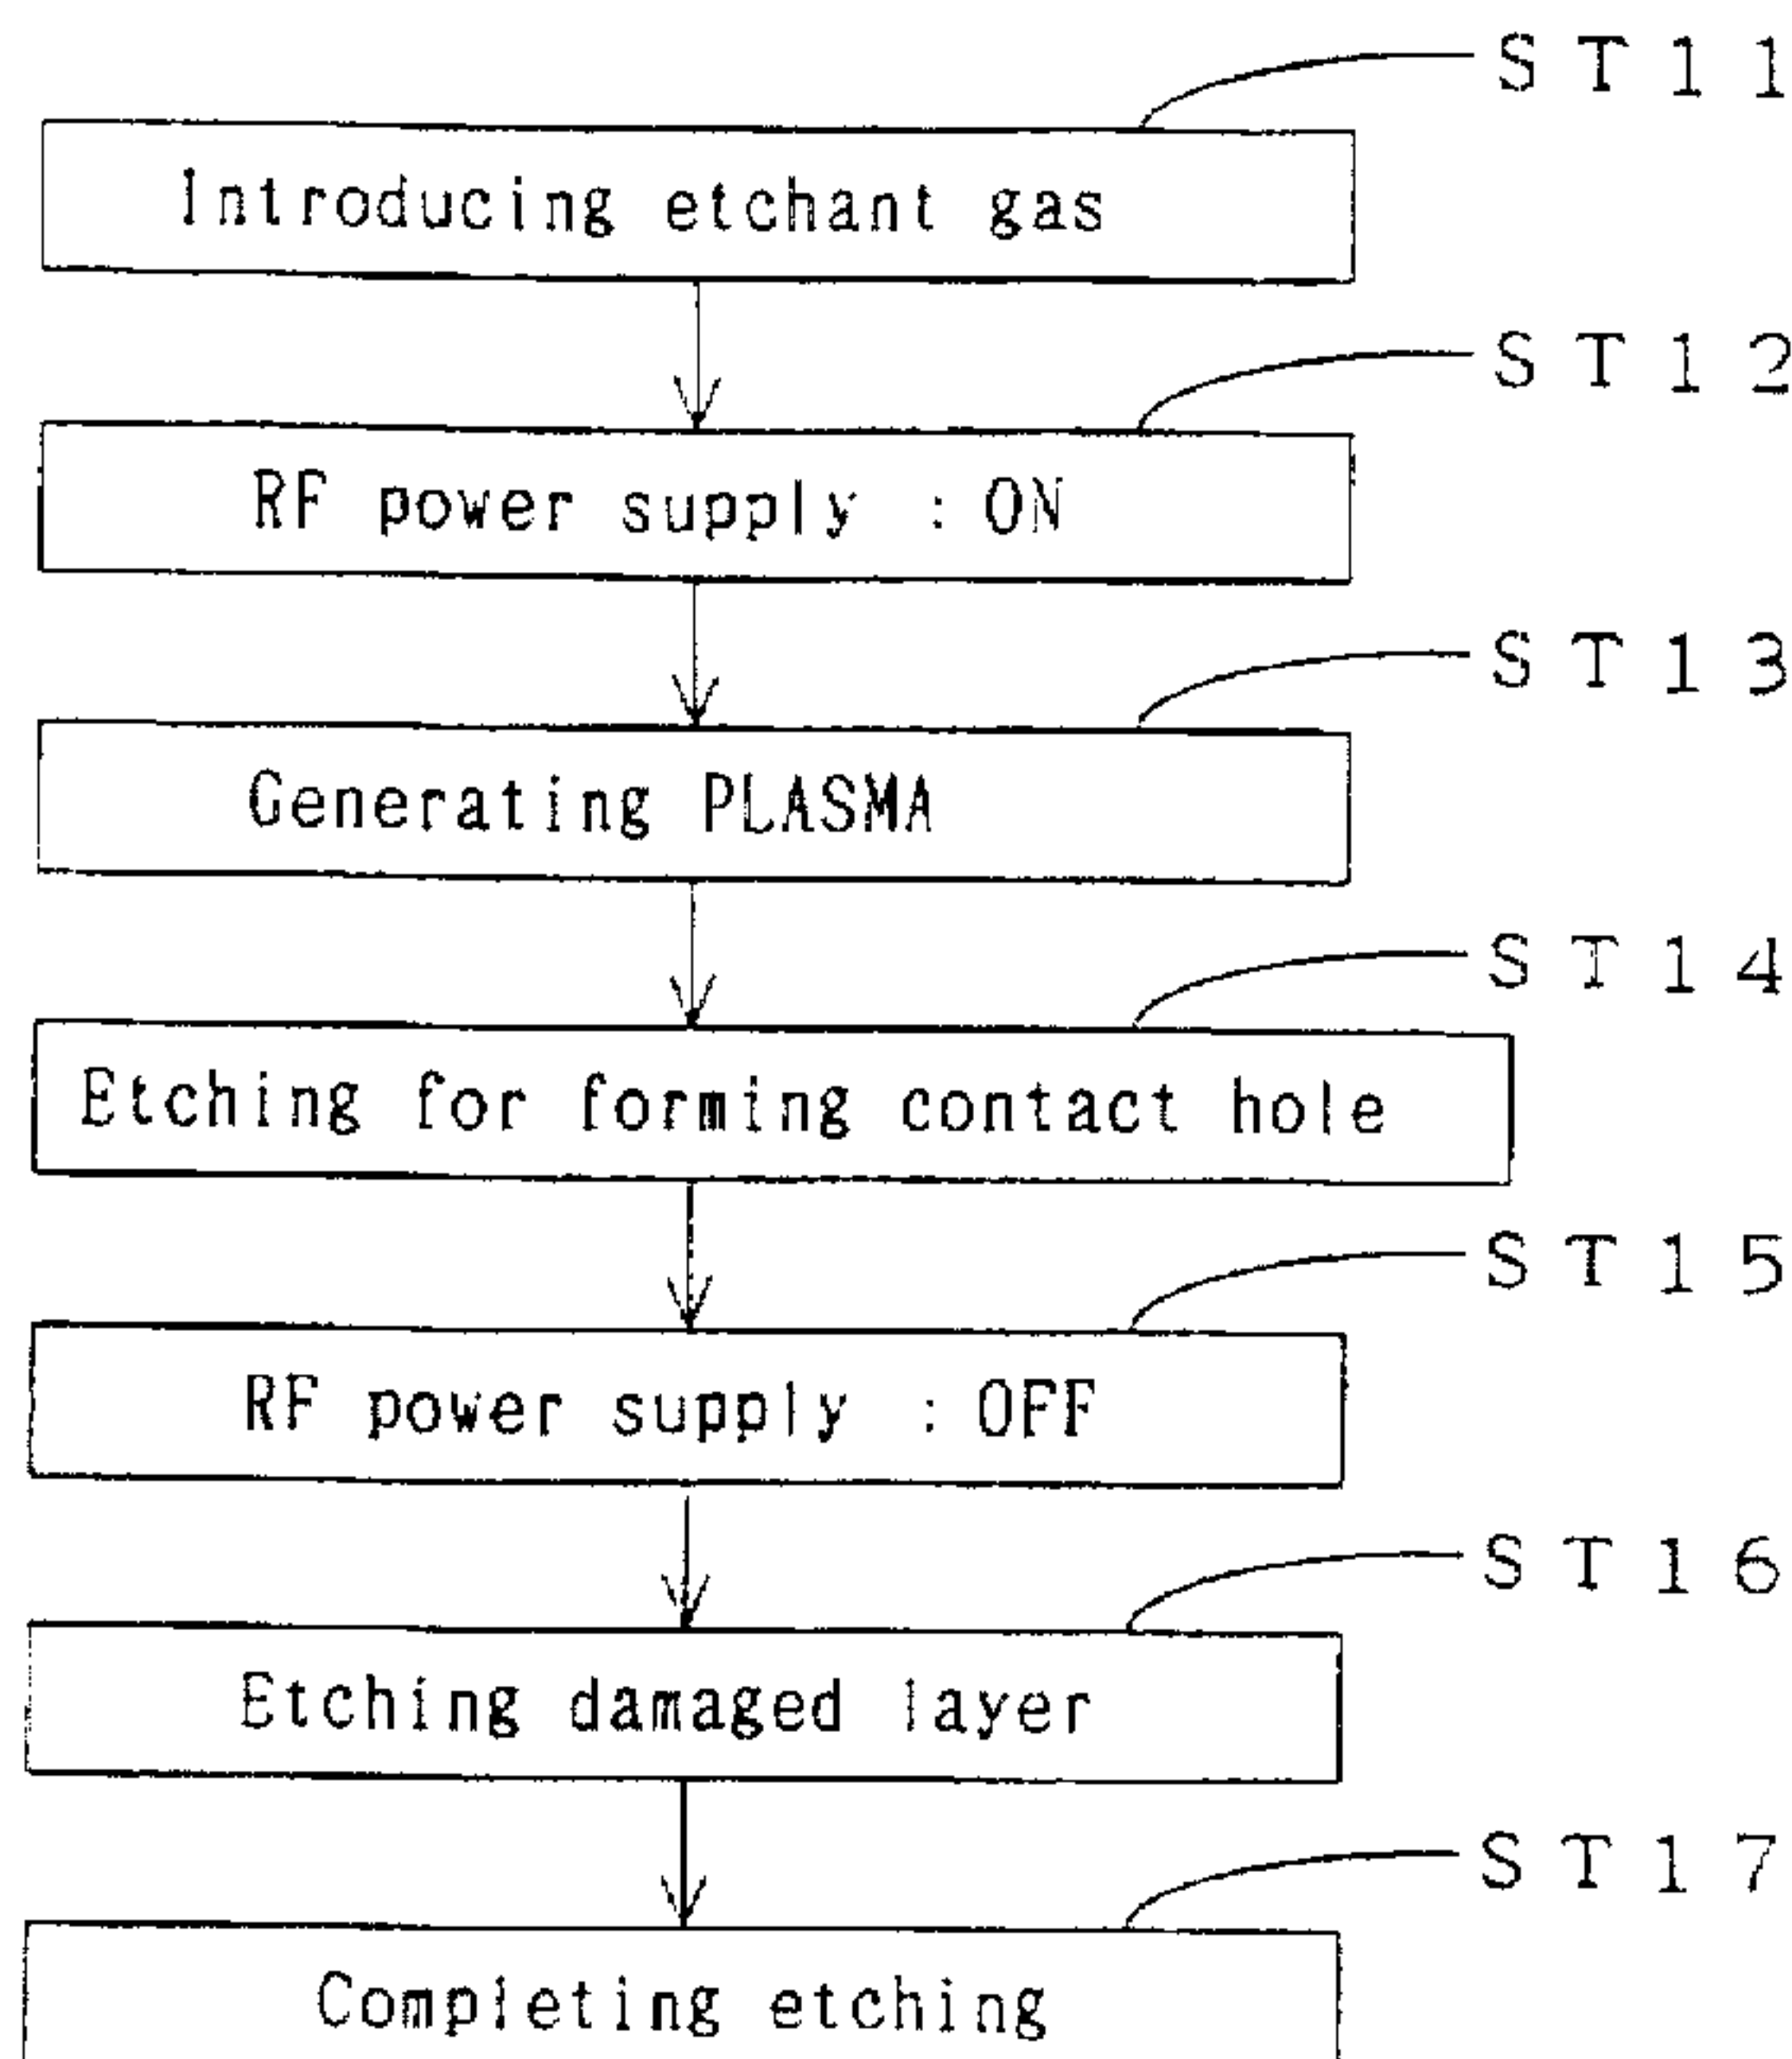 ST11
Introducing etchant gas
ST12
RF power supply : ON
ST13
Generating PLASMA
ST14
Etching for forming contact hole
ST15
RF power supply : OFF
ST16
Etching damaged layer
ST17
Completing etching